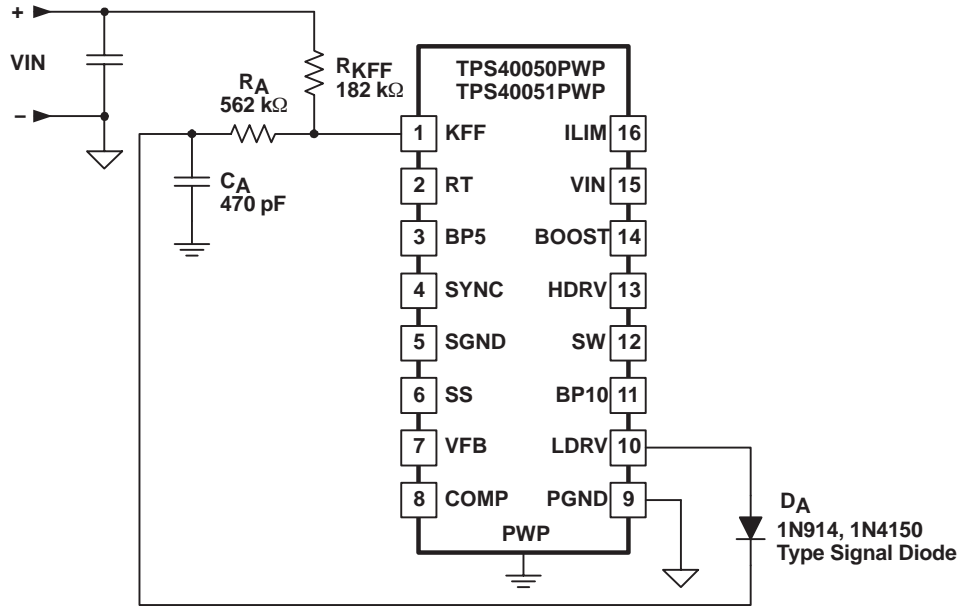 +
VIN
−
RA
562 kΩ
RKFF
182 kΩ
CA
470 pF
TPS40050PWP
TPS40051PWP
1 KFF ILIM 16
2 RT VIN 15
3 BP5 BOOST 14
4 SYNC HDRV 13
5 SGND SW 12
6 SS BP10 11
7 VFB LDRV 10
8 COMP PGND 9
PWP
DA
1N914, 1N4150
Type Signal Diode